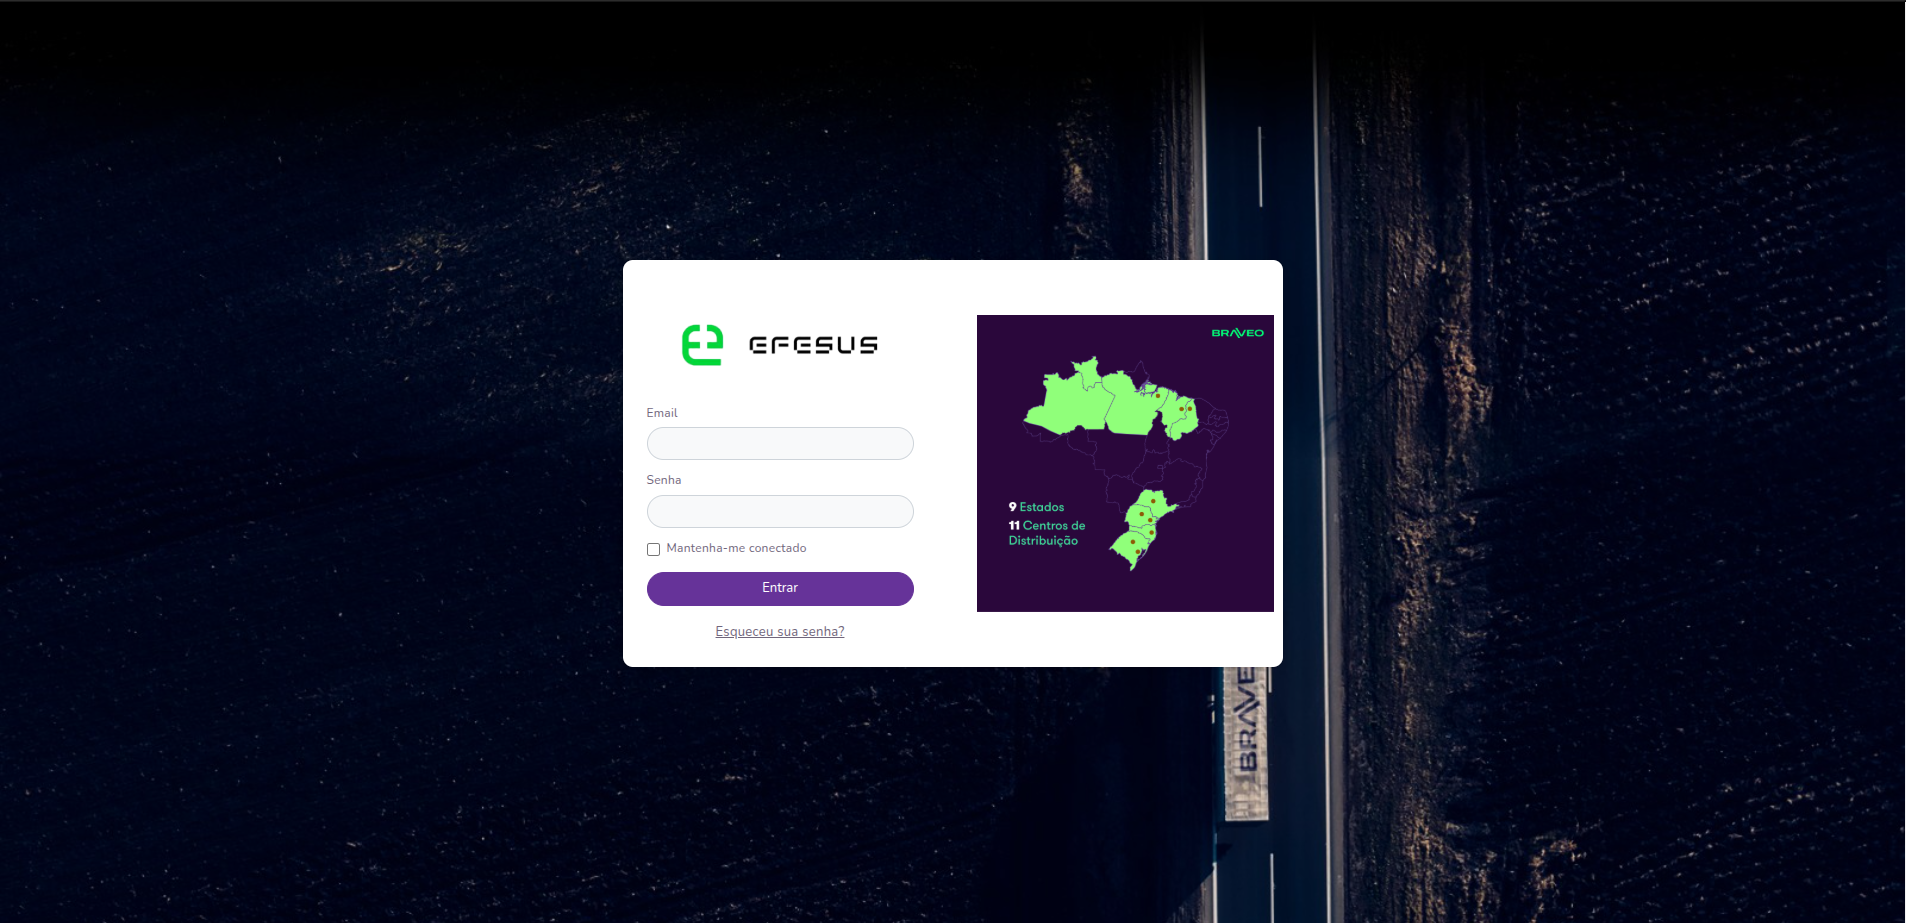 EFESUS
Email
Senha
Mantenha-me conectado
Entrar
Esqueceu sua senha?
BRAVEO
9 Estados
11 Centros de
Distribuição
BRAVE